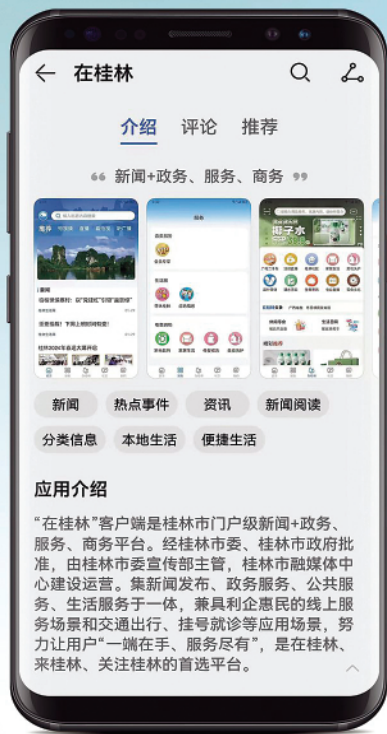 在桂林
介绍 评论 推荐
“ 新闻+政务、服务、商务 ”
推荐
椰子水
新闻 热点事件 资讯 新闻阅读
分类信息 本地生活 便捷生活
应用介绍
“在桂林”客户端是桂林市门户级新闻+政务、
服务、商务平台。经桂林市委、桂林市政府批
准，由桂林市委宣传部主管，桂林市融媒体中
心建设运营。集新闻发布、政务服务、公共服
务、生活服务于一体，兼具利企惠民的线上服
务场景和交通出行、挂号就诊等应用场景，努
力让用户“一端在手、服务尽有”，是在桂林、
来桂林、关注桂林的首选平台。